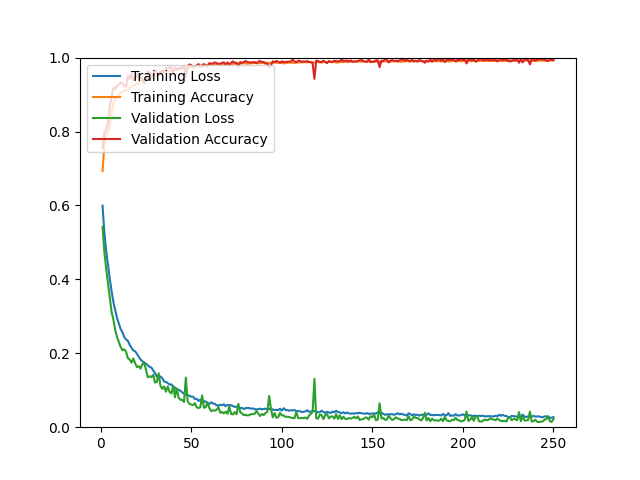 1.0
0.8
0.6
0.4
0.2
0.0
Training Loss
Training Accuracy
Validation Loss
Validation Accuracy
0 50 100 150 200 250